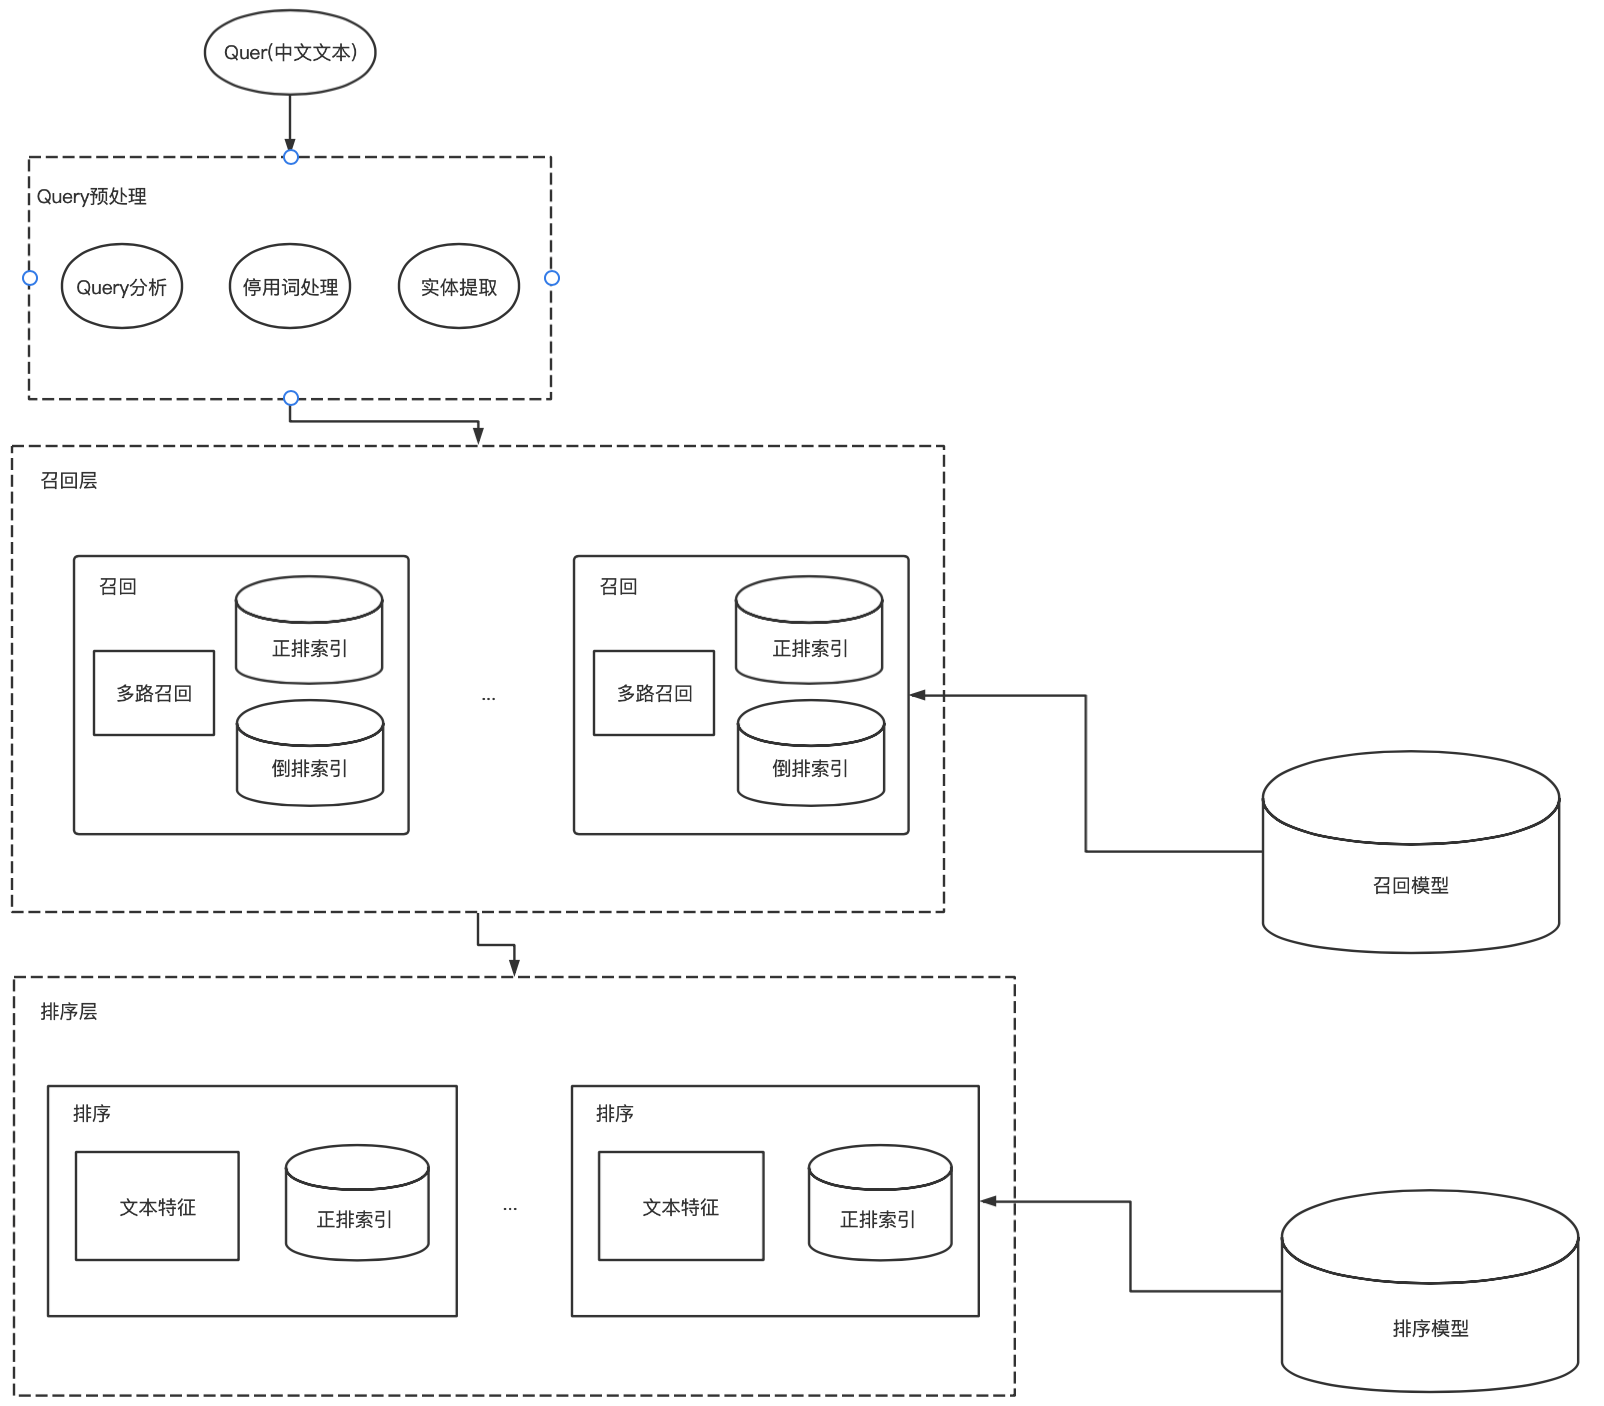 Quer(中文文本)
Query预处理
Query分析
停用词处理
实体提取
召回层
召回
正排索引
多路召回
倒排索引
...
召回
正排索引
多路召回
倒排索引
召回模型
排序层
排序
文本特征
正排索引
...
排序
文本特征
正排索引
排序模型